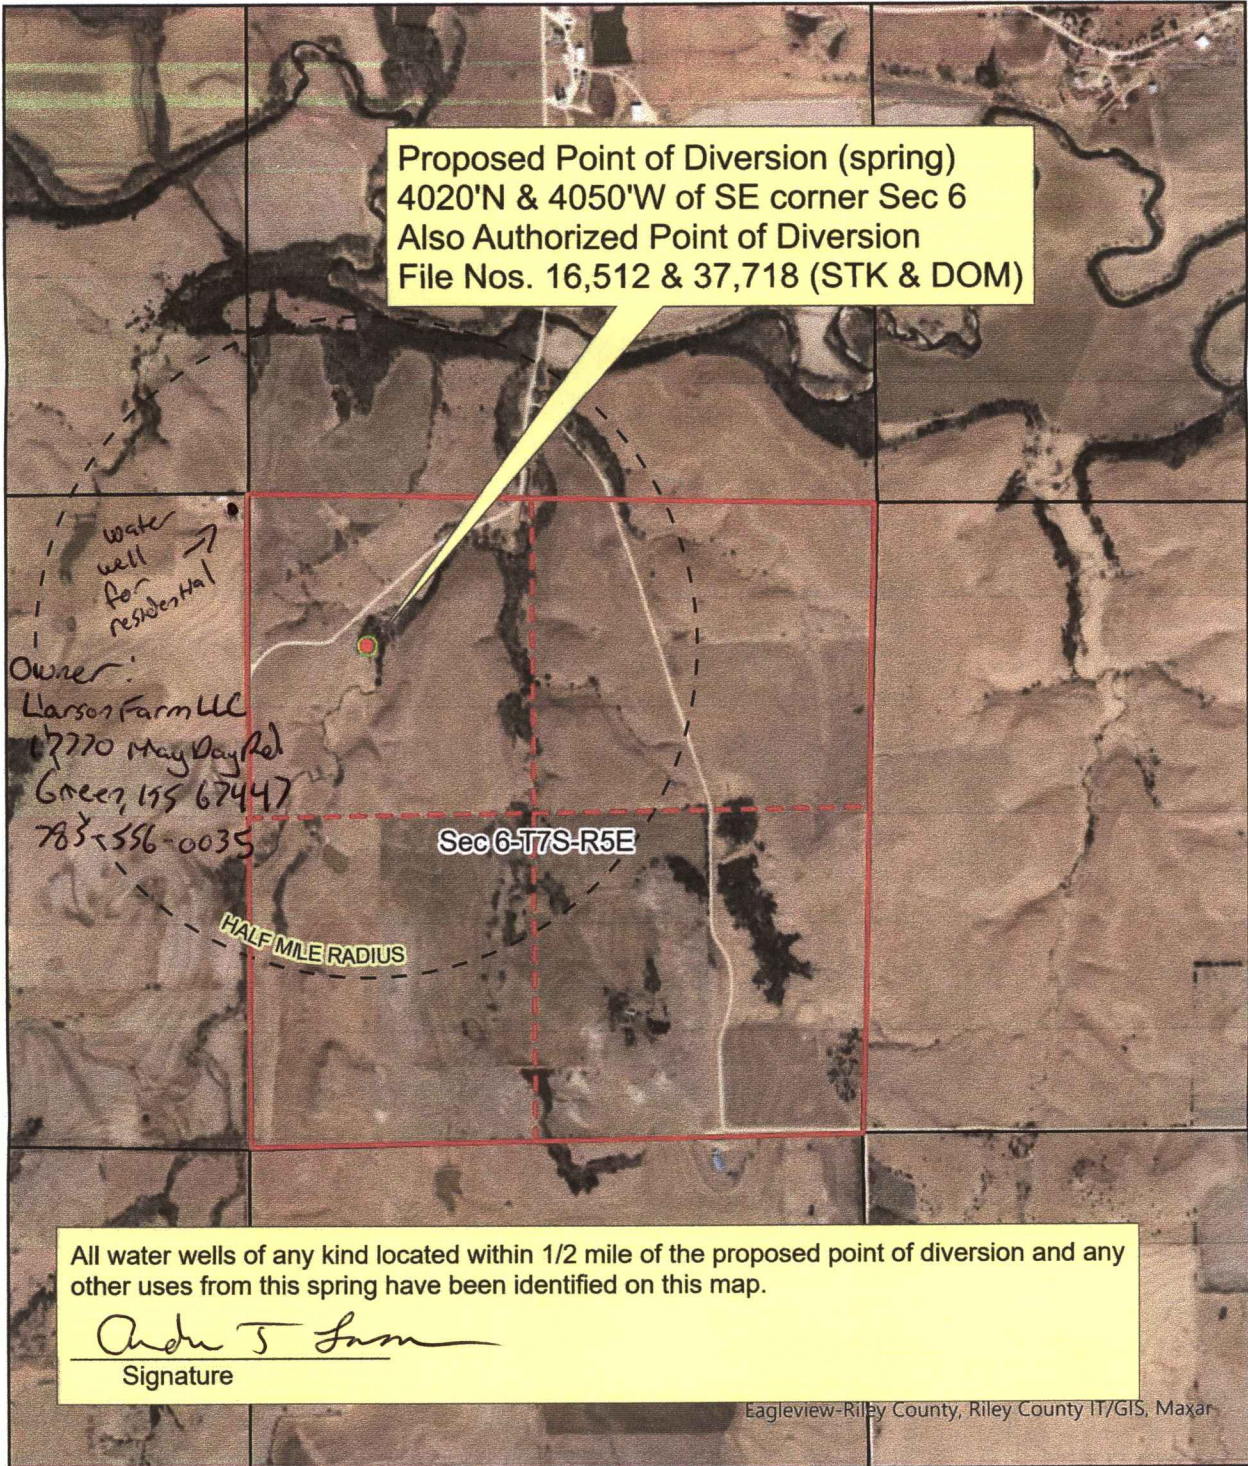 Proposed Point of Diversion (spring)
4020'N & 4050'W of SE corner Sec 6
Also Authorized Point of Diversion
File Nos. 16,512 & 37,718 (STK & DOM)
water
well
for
residential
Owner:
Larson Farm LLC
17770 May Day Rd
Green, KS 67447
785-556-0035
Sec 6-T7S-R5E
HALF MILE RADIUS
All water wells of any kind located within 1/2 mile of the proposed point of diversion and any
other uses from this spring have been identified on this map.
Signature
Eagleview-Riley County, Riley County IT/GIS, Maxar